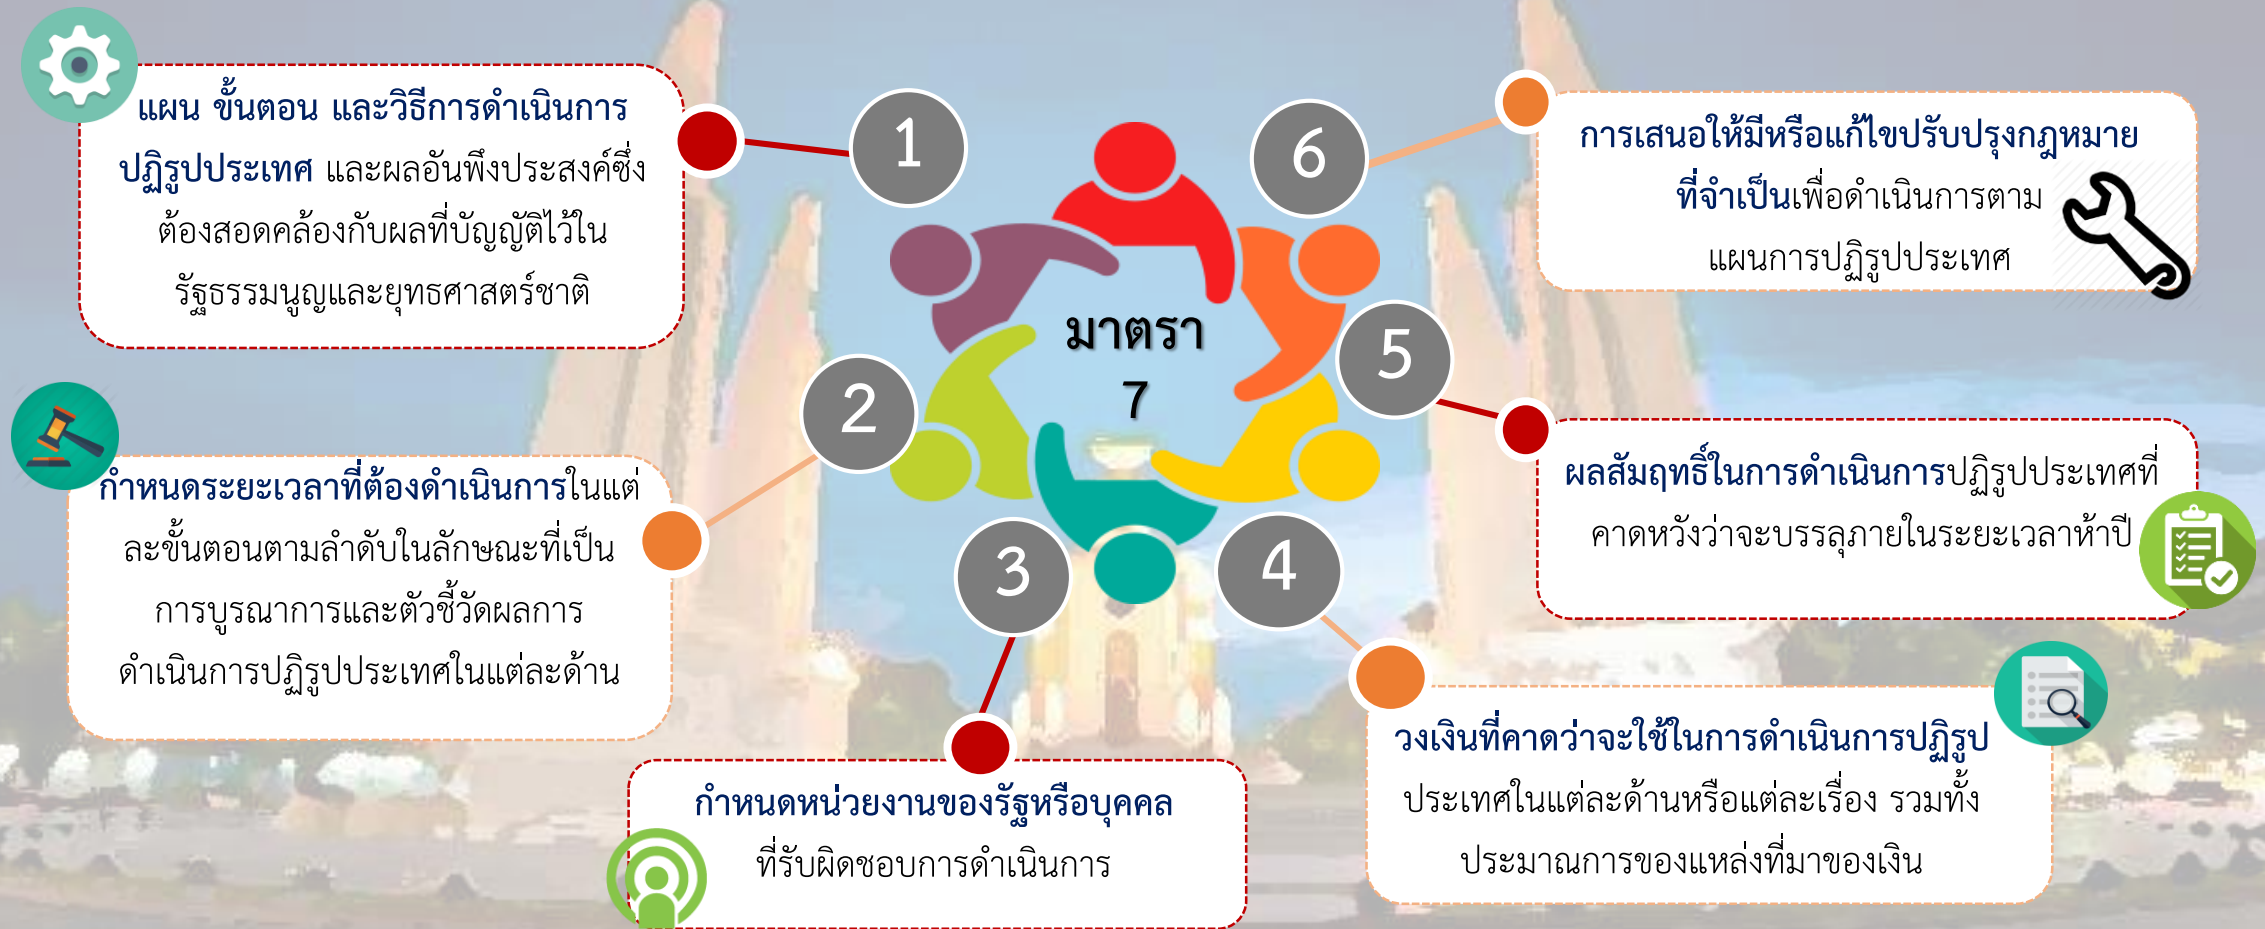 1
แผน ขั้นตอน และวิธีการดำเนินการ
ปฏิรูปประเทศ และผลอันพึงประสงค์ซึ่ง
ต้องสอดคล้องกับผลที่บัญญัติไว้ใน
รัฐธรรมนูญและยุทธศาสตร์ชาติ
2
กำหนดระยะเวลาที่ต้องดำเนินการในแต่
ละขั้นตอนตามลำดับในลักษณะที่เป็น
การบูรณาการและตัวชี้วัดผลการ
ดำเนินการปฏิรูปประเทศในแต่ละด้าน
3
กำหนดหน่วยงานของรัฐหรือบุคคล
ที่รับผิดชอบการดำเนินการ
มาตรา
7
4
วงเงินที่คาดว่าจะใช้ในการดำเนินการปฏิรูป
ประเทศในแต่ละด้านหรือแต่ละเรื่อง รวมทั้ง
ประมาณการของแหล่งที่มาของเงิน
5
ผลสัมฤทธิ์ในการดำเนินการปฏิรูปประเทศที่
คาดหวังว่าจะบรรลุภายในระยะเวลาห้าปี
6
การเสนอให้มีหรือแก้ไขปรับปรุงกฎหมาย
ที่จำเป็นเพื่อดำเนินการตาม
แผนการปฏิรูปประเทศ